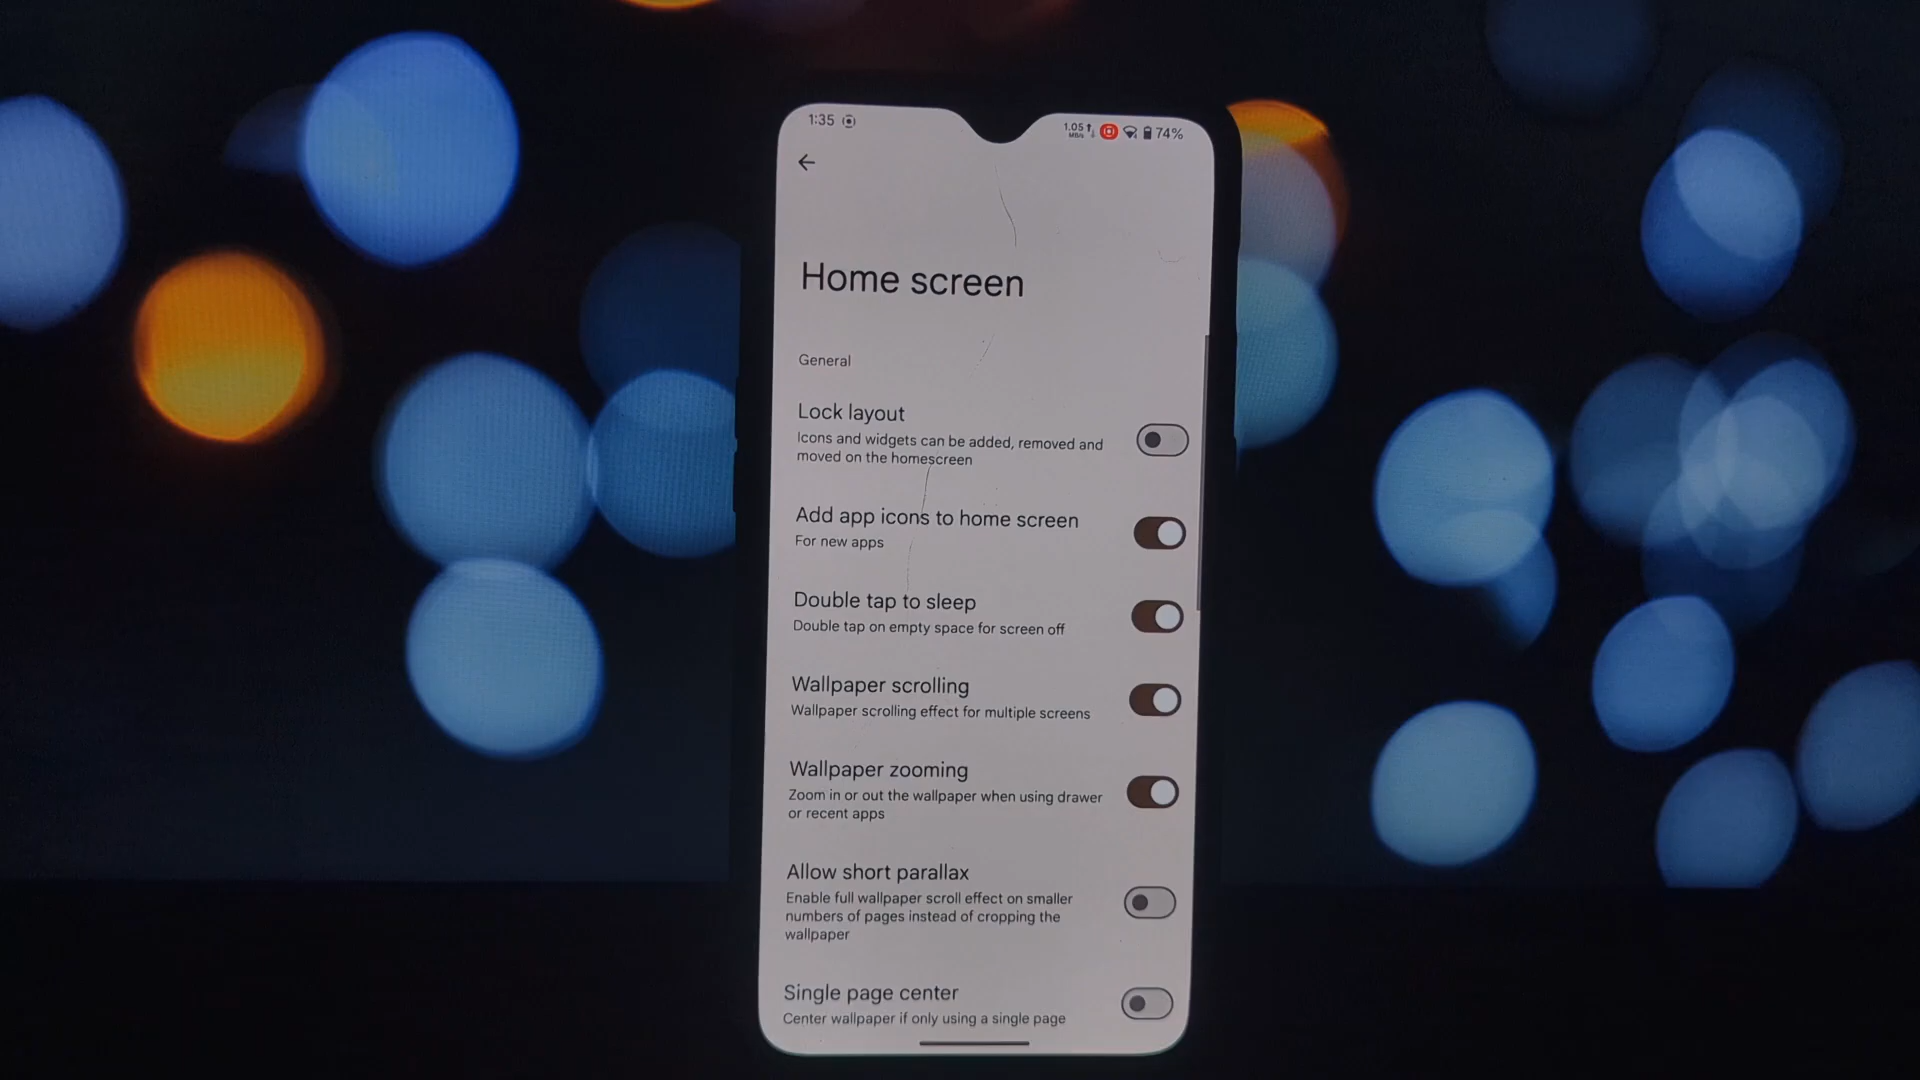 1:35
1.05
MB/s
74%
Home screen
General
Lock layout
Icons and widgets can be added, removed and
moved on the homescreen
Add app icons to home screen
For new apps
Double tap to sleep
Double tap on empty space for screen off
Wallpaper scrolling
Wallpaper scrolling effect for multiple screens
Wallpaper zooming
Zoom in or out the wallpaper when using drawer
or recent apps
Allow short parallax
Enable full wallpaper scroll effect on smaller
numbers of pages instead of cropping the
wallpaper
Single page center
Center wallpaper if only using a single page